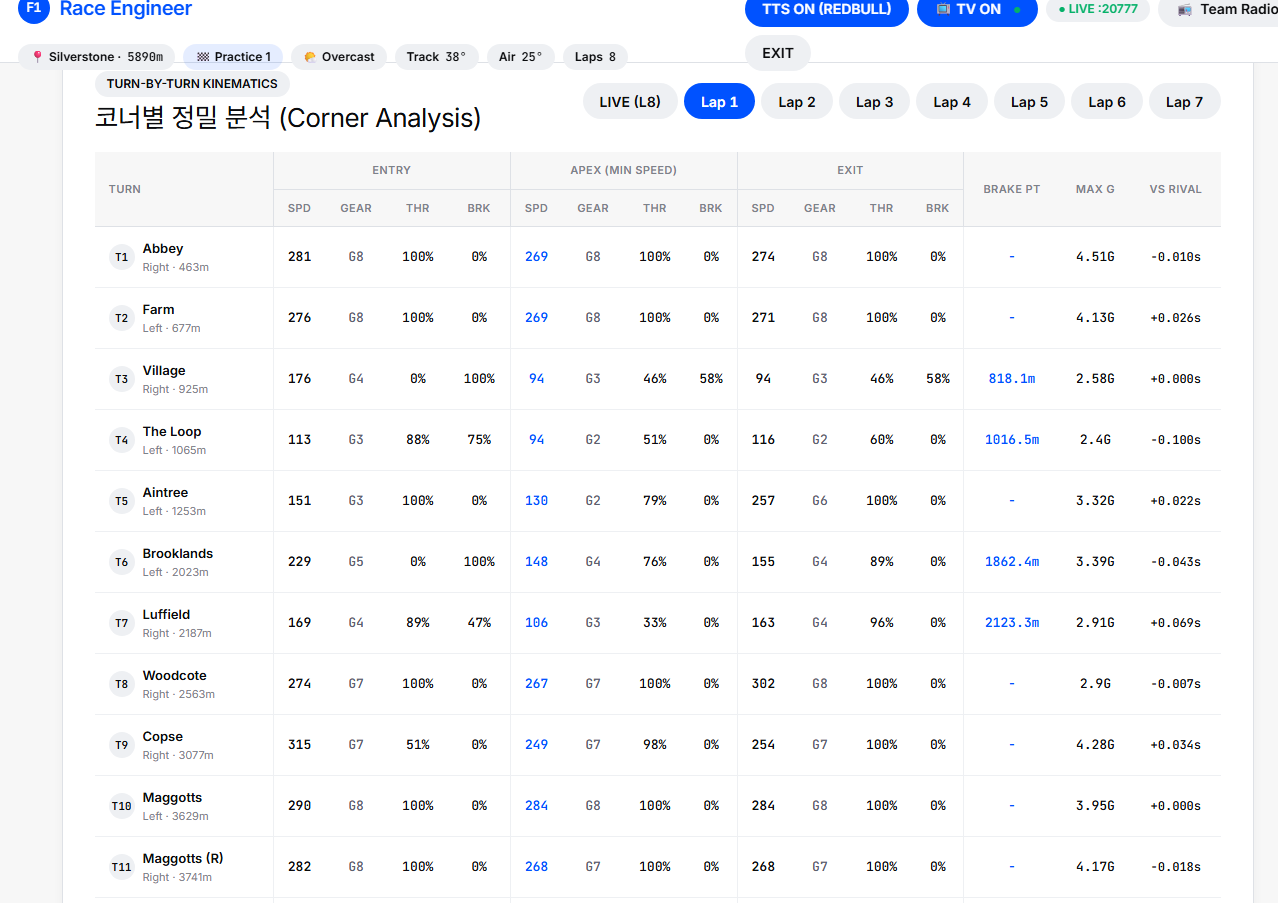 F1 Race Engineer
TTS ON (REDBULL) TV ON LIVE :20777 Team Radio
Silverstone · 5890m Practice 1 Overcast Track 38° Air 25° Laps 8
EXIT
TURN-BY-TURN KINEMATICS
코너별 정밀 분석 (Corner Analysis)
LIVE (L8) Lap 1 Lap 2 Lap 3 Lap 4 Lap 5 Lap 6 Lap 7
TURN ENTRY APEX (MIN SPEED) EXIT BRAKE PT MAX G VS RIVAL
SPD GEAR THR BRK SPD GEAR THR BRK SPD GEAR THR BRK
T1 Abbey 281 G8 100% 0% 269 G8 100% 0% 274 G8 100% 0% - 4.51G -0.010s
Right · 463m
T2 Farm 276 G8 100% 0% 269 G8 100% 0% 271 G8 100% 0% - 4.13G +0.026s
Left · 677m
T3 Village 176 G4 0% 100% 94 G3 46% 58% 94 G3 46% 58% 818.1m 2.58G +0.000s
Right · 925m
T4 The Loop 113 G3 88% 75% 94 G2 51% 0% 116 G2 60% 0% 1016.5m 2.4G -0.100s
Left · 1065m
T5 Aintree 151 G3 100% 0% 130 G2 79% 0% 257 G6 100% 0% - 3.32G +0.022s
Left · 1253m
T6 Brooklands 229 G5 0% 100% 148 G4 76% 0% 155 G4 89% 0% 1862.4m 3.39G -0.043s
Left · 2023m
T7 Luffield 169 G4 89% 47% 106 G3 33% 0% 163 G4 96% 0% 2123.3m 2.91G +0.069s
Right · 2187m
T8 Woodcote 274 G7 100% 0% 267 G7 100% 0% 302 G8 100% 0% - 2.9G -0.007s
Right · 2563m
T9 Copse 315 G7 51% 0% 249 G7 98% 0% 254 G7 100% 0% - 4.28G +0.034s
Right · 3077m
T10 Maggotts 290 G8 100% 0% 284 G8 100% 0% 284 G8 100% 0% - 3.95G +0.000s
Left · 3629m
T11 Maggotts (R) 282 G8 100% 0% 268 G7 100% 0% 268 G7 100% 0% - 4.17G -0.018s
Right · 3741m